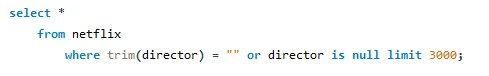 select *
from netflix
where trim(director) = "" or director is null limit 3000;